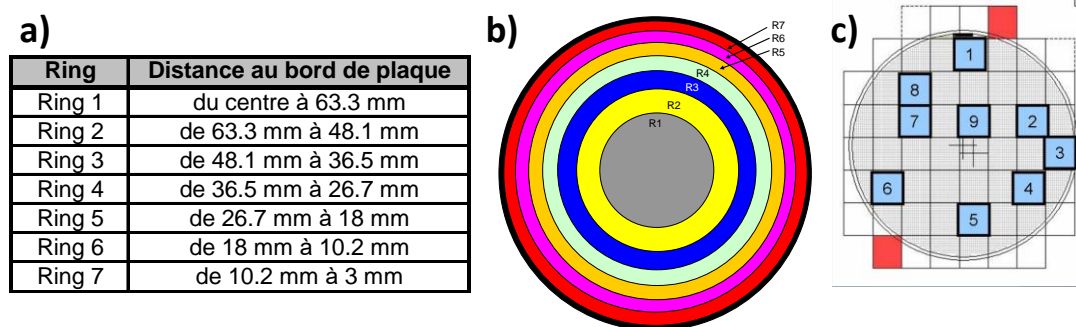 a)
Ring Distance au bord de plaque
Ring 1 du centre à 63.3 mm
Ring 2 de 63.3 mm à 48.1 mm
Ring 3 de 48.1 mm à 36.5 mm
Ring 4 de 36.5 mm à 26.7 mm
Ring 5 de 26.7 mm à 18 mm
Ring 6 de 18 mm à 10.2 mm
Ring 7 de 10.2 mm à 3 mm
b)
R7
R6
R5
R4
R3
R2
R1
c)
1
8
7 9 2
3
6 4
5